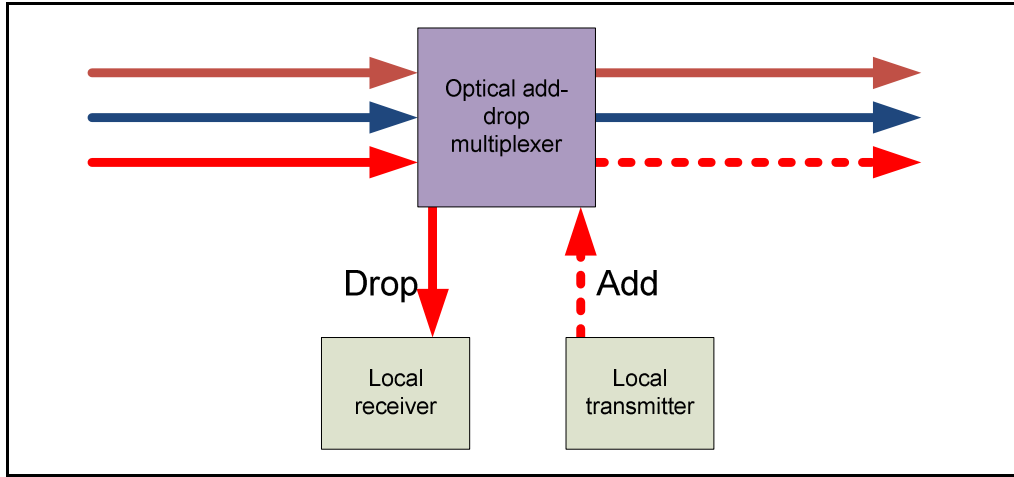 Optical add-
drop
multiplexer
Drop
Add
Local
receiver
Local
transmitter